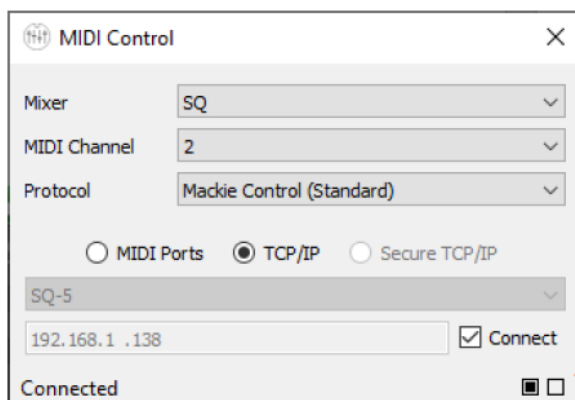 MIDI Control
Mixer SQ
MIDI Channel 2
Protocol Mackie Control (Standard)
MIDI Ports TCP/IP Secure TCP/IP
SQ-5
192.168.1 .138 Connect
Connected